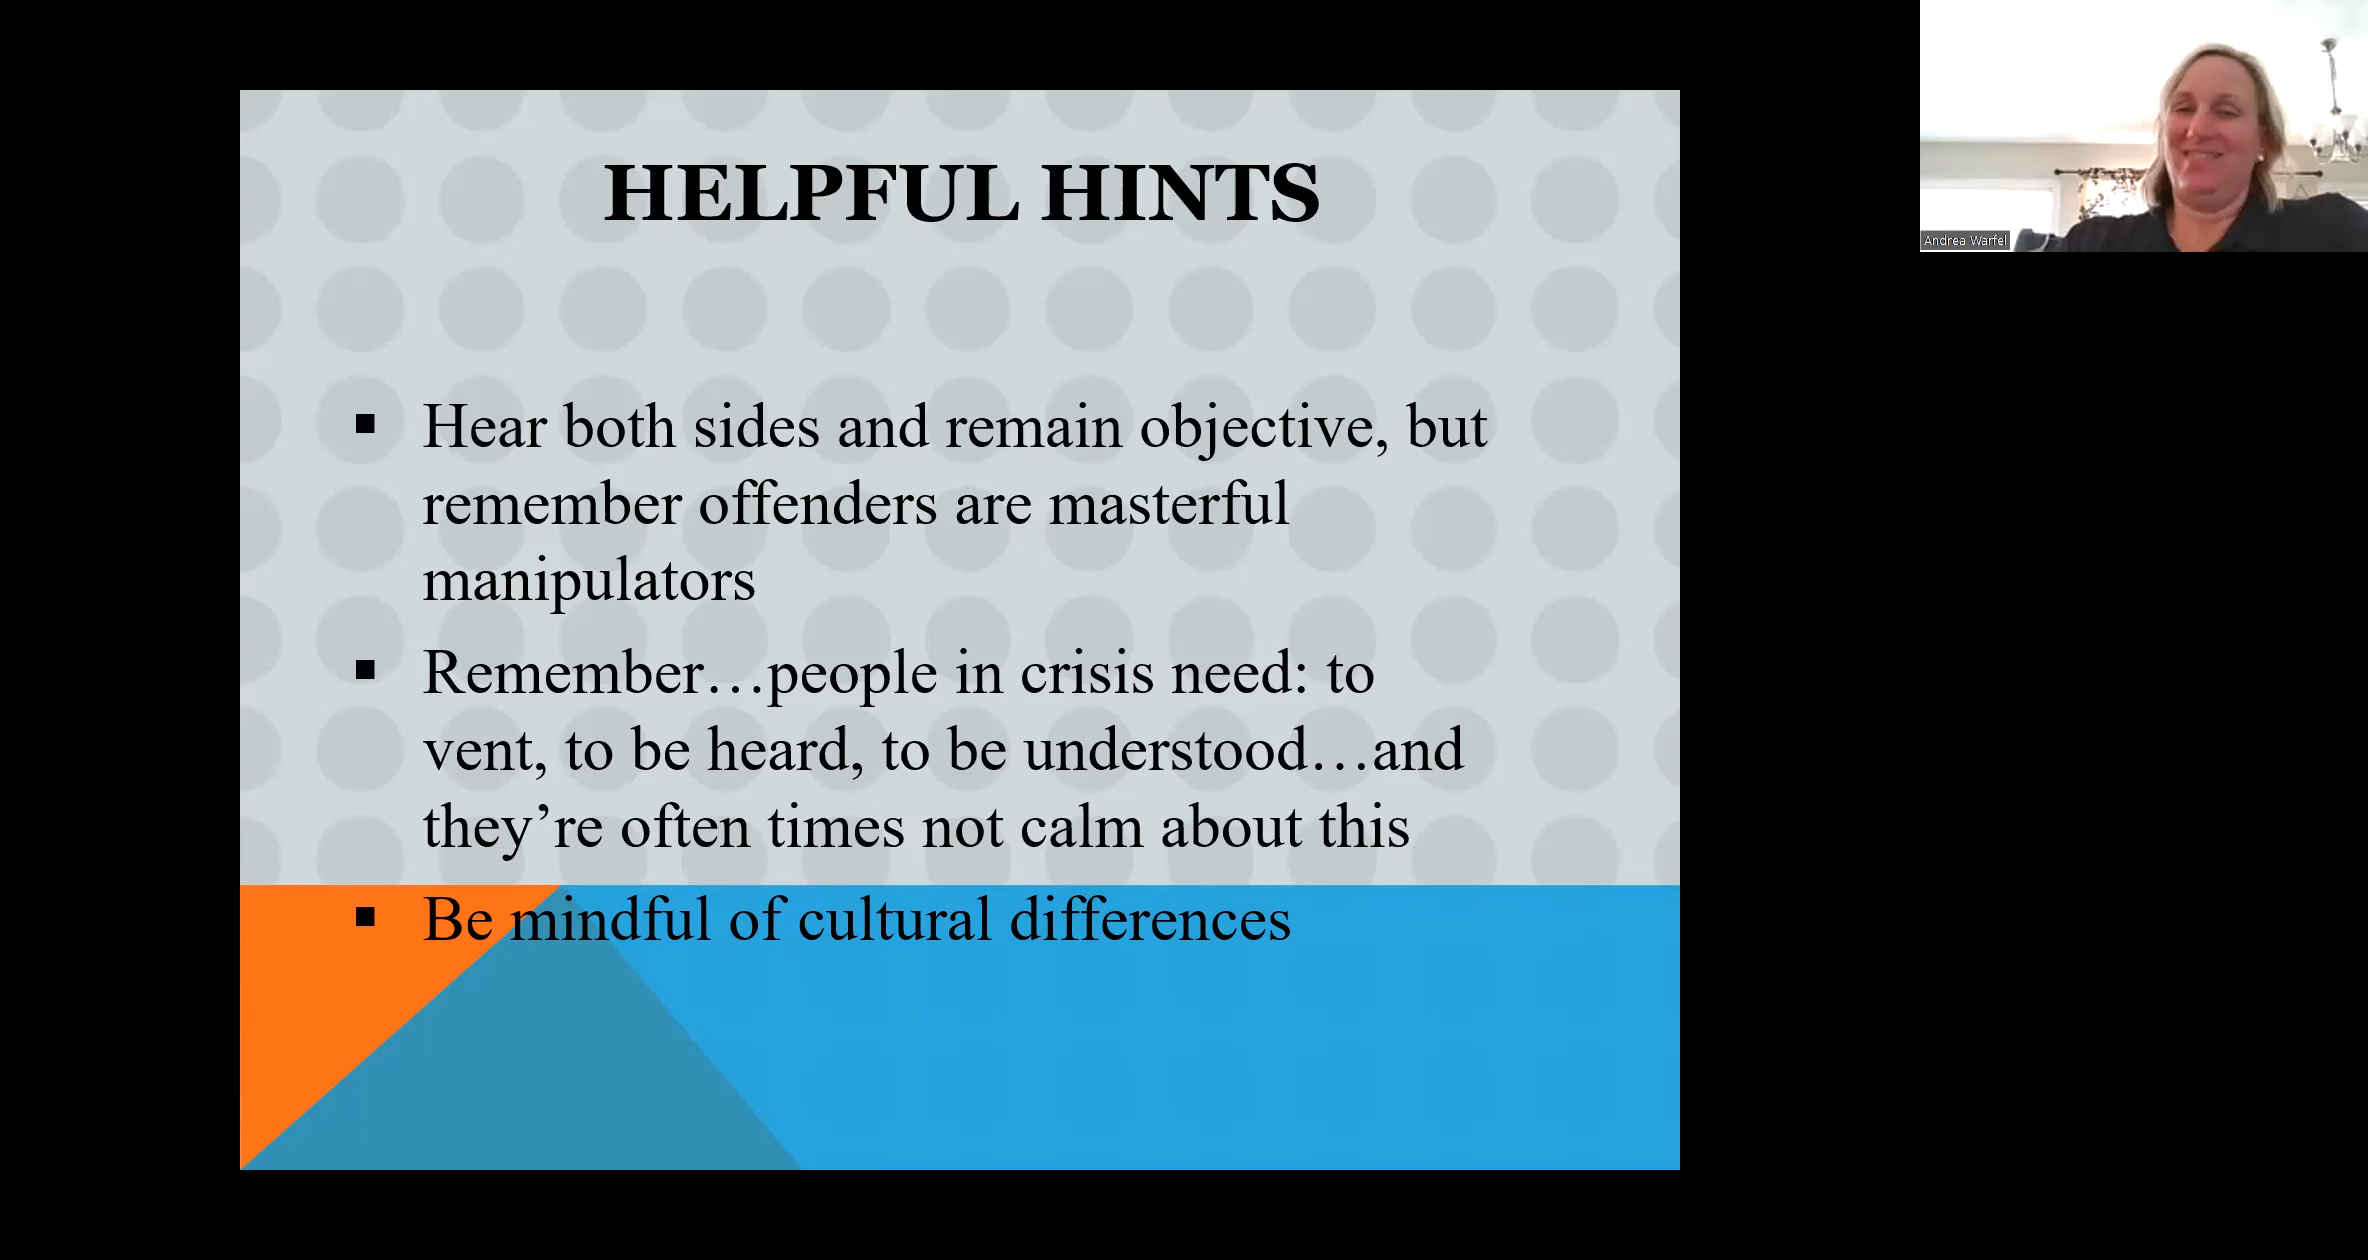 HELPFUL HINTS
▪ Hear both sides and remain objective, but
remember offenders are masterful
manipulators
▪ Remember…people in crisis need: to
vent, to be heard, to be understood…and
they’re often times not calm about this
▪ Be mindful of cultural differences
Andrea Warfel